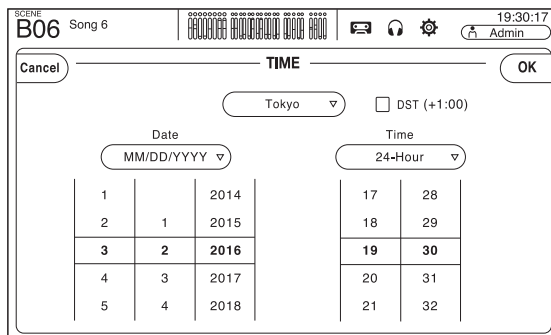 SCENE
B06 Song 6
19:30:17
Admin
Cancel
TIME
OK
Tokyo
DST (+1:00)
Date
Time
MM/DD/YYYY
24-Hour
1 2014 17 28
2 1 2015 18 29
3 2 2016 19 30
4 3 2017 20 31
5 4 2018 21 32